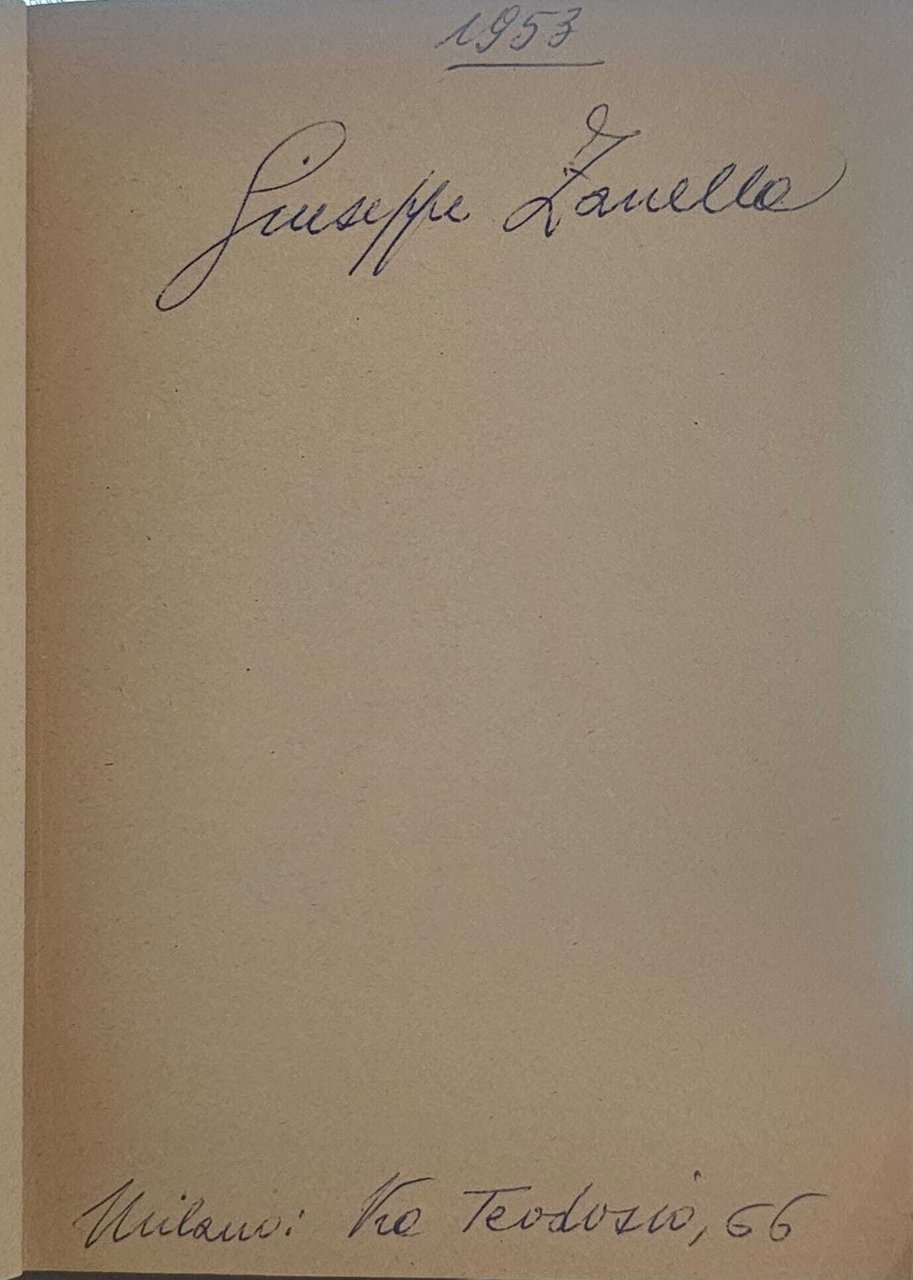 1953
Giuseppe Zanella
Milano: Via Teodosio, 66